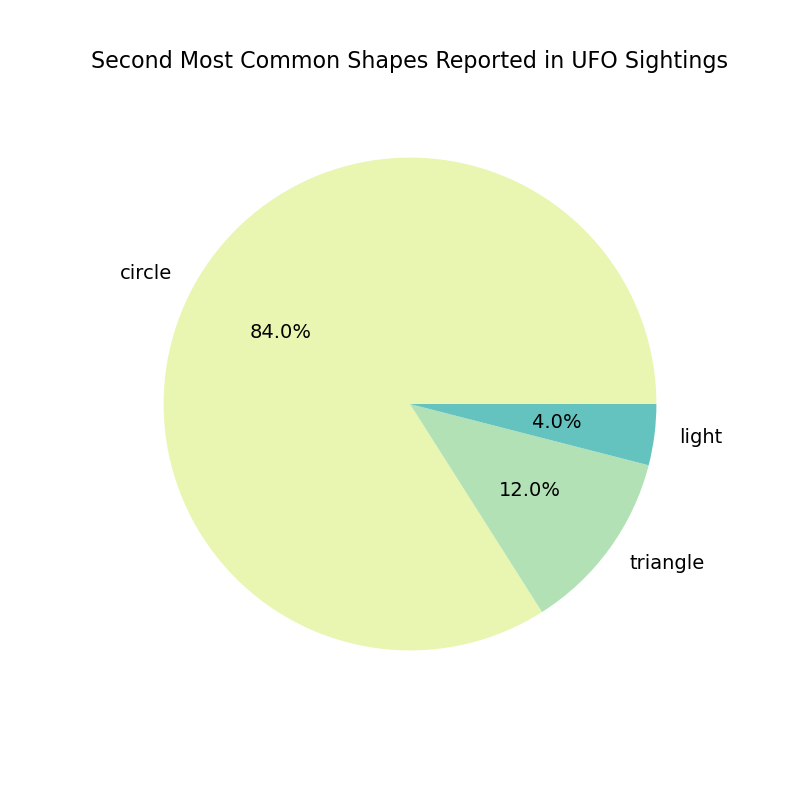 Second Most Common Shapes Reported in UFO Sightings
circle
84.0%
4.0%
light
12.0%
triangle